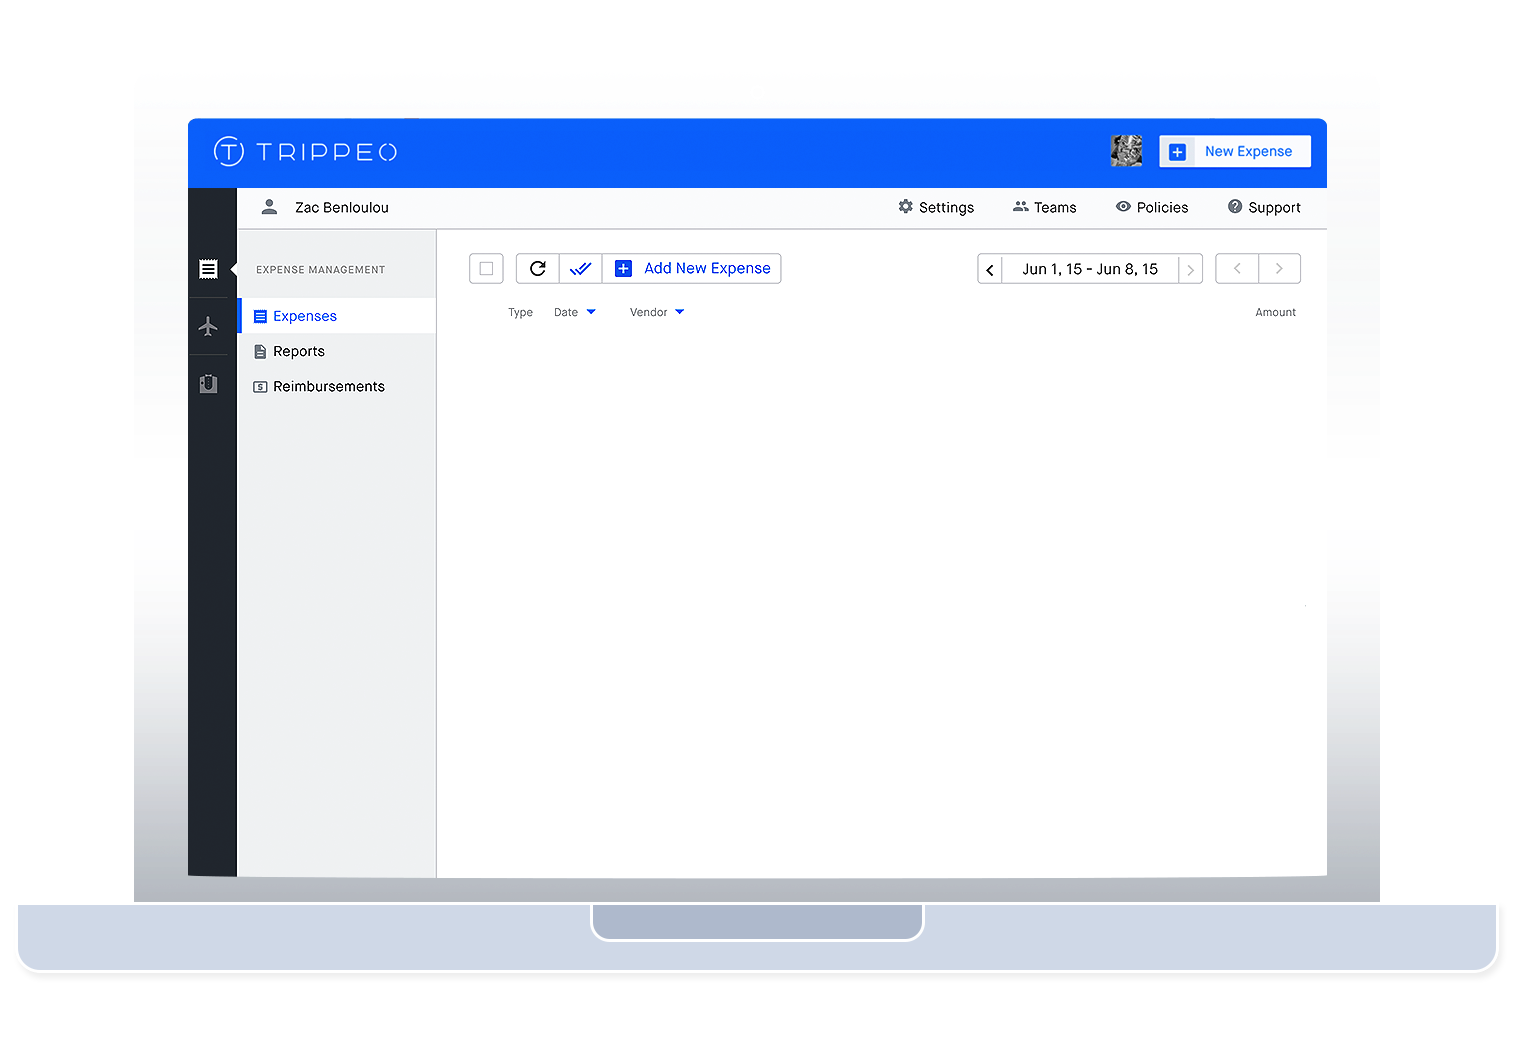 TRIPPEO
New Expense
Zac Benloulou
Settings
Teams
Policies
Support
EXPENSE MANAGEMENT
Expenses
Reports
Reimbursements
Add New Expense
Jun 1, 15 - Jun 8, 15
Type
Date
Vendor
Amount